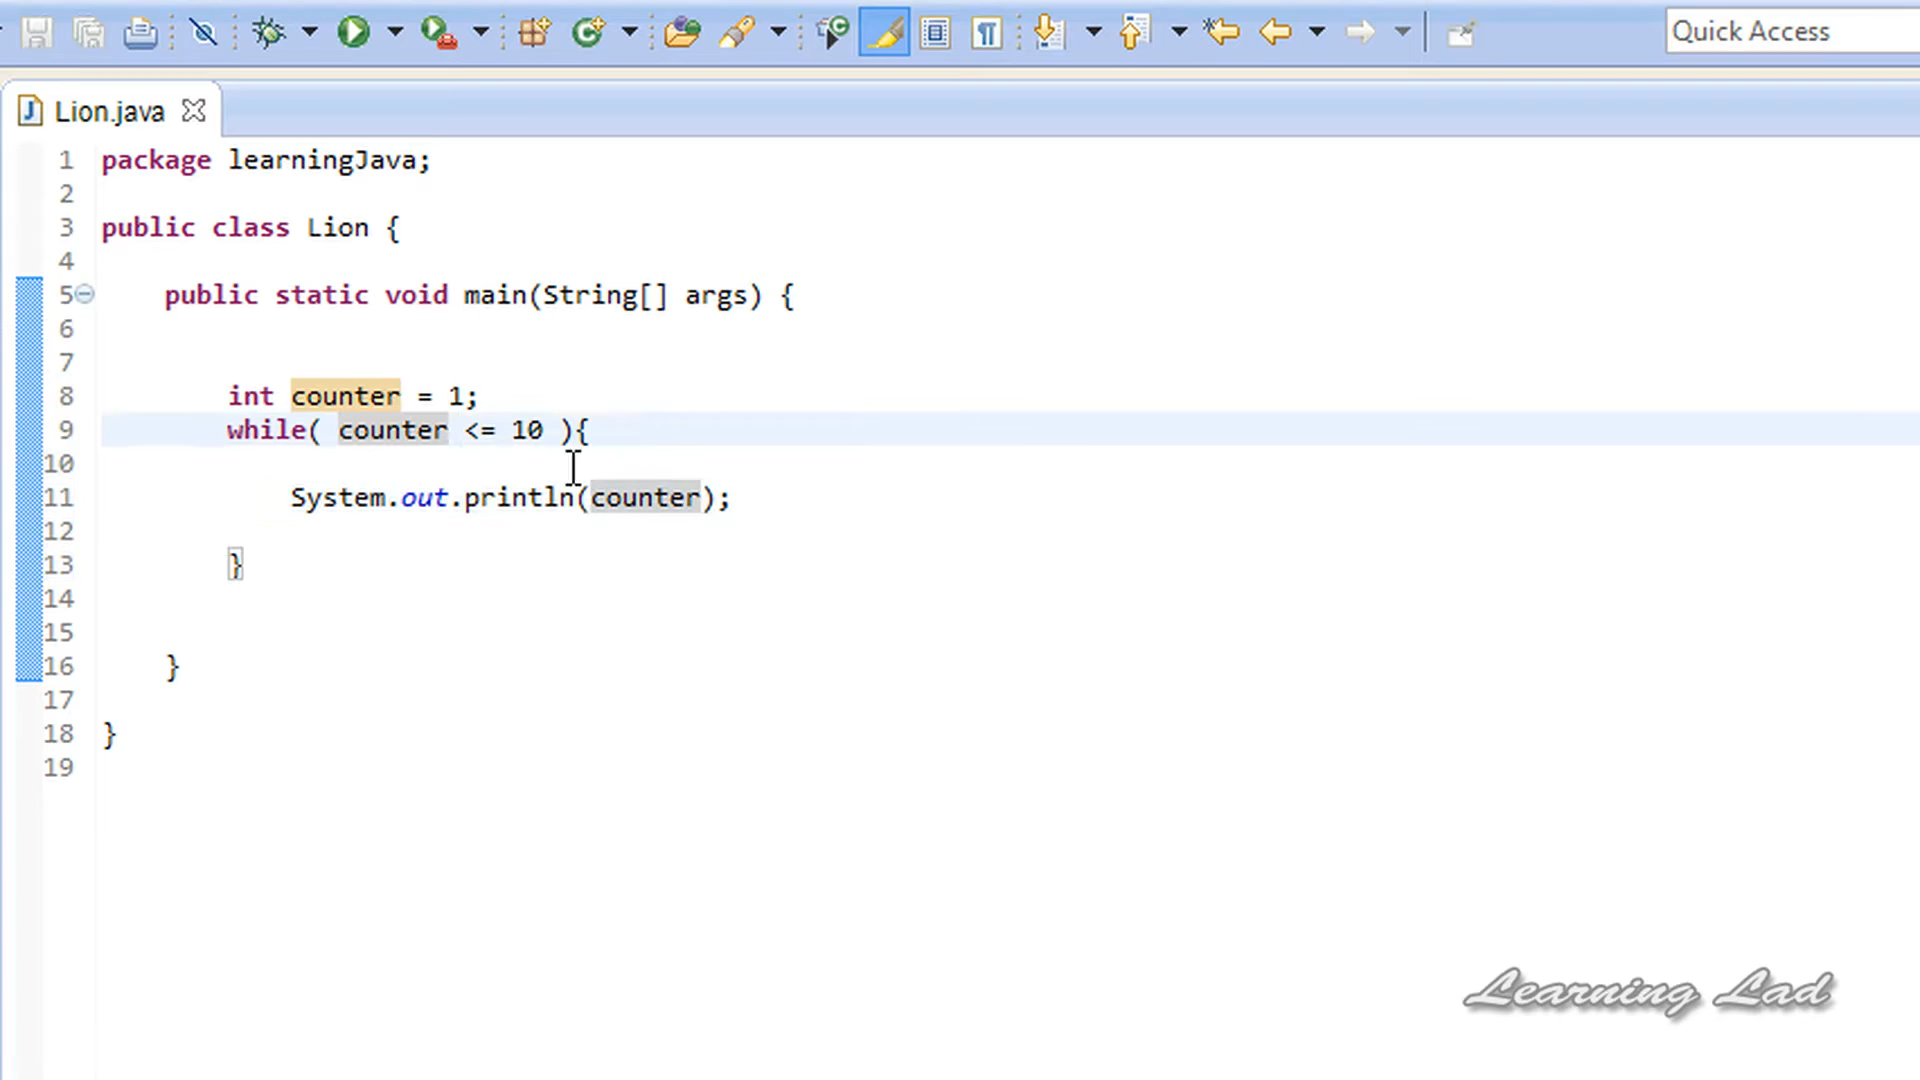 Quick Access
Lion.java
1 package learningJava;
2
3 public class Lion {
4
5 public static void main(String[] args) {
6
7
8 int counter = 1;
9 while( counter <= 10 ){
10
11 System.out.println(counter);
12
13 }
14
15
16 }
17
18 }
19
Learning Lad